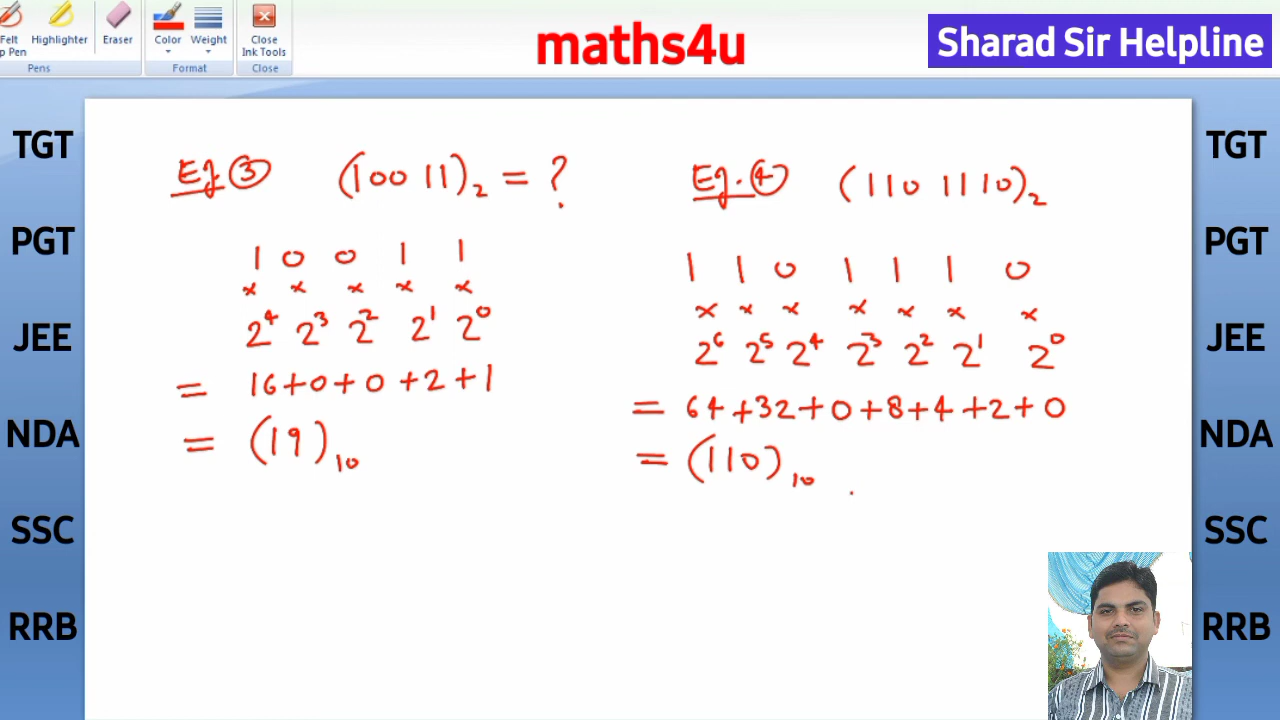 Felt
Tip Pen
Highlighter
Eraser
Color
Weight
Close
Ink Tools
Pens
Format
Close
maths4u
Sharad Sir Helpline
TGT
PGT
JEE
NDA
SSC
RRB
Eg ③ (10011)₂ = ?
1 0 0 1 1
× × × × ×
2⁴ 2³ 2² 2¹ 2⁰
= 16+0+0+2+1
= (19)₁₀
Eg. ④ (1101110)₂
1 1 0 1 1 1 0
× × × × × × ×
2⁶ 2⁵ 2⁴ 2³ 2² 2¹ 2⁰
= 64+32+0+8+4+2+0
= (110)₁₀
TGT
PGT
JEE
NDA
SSC
RRB